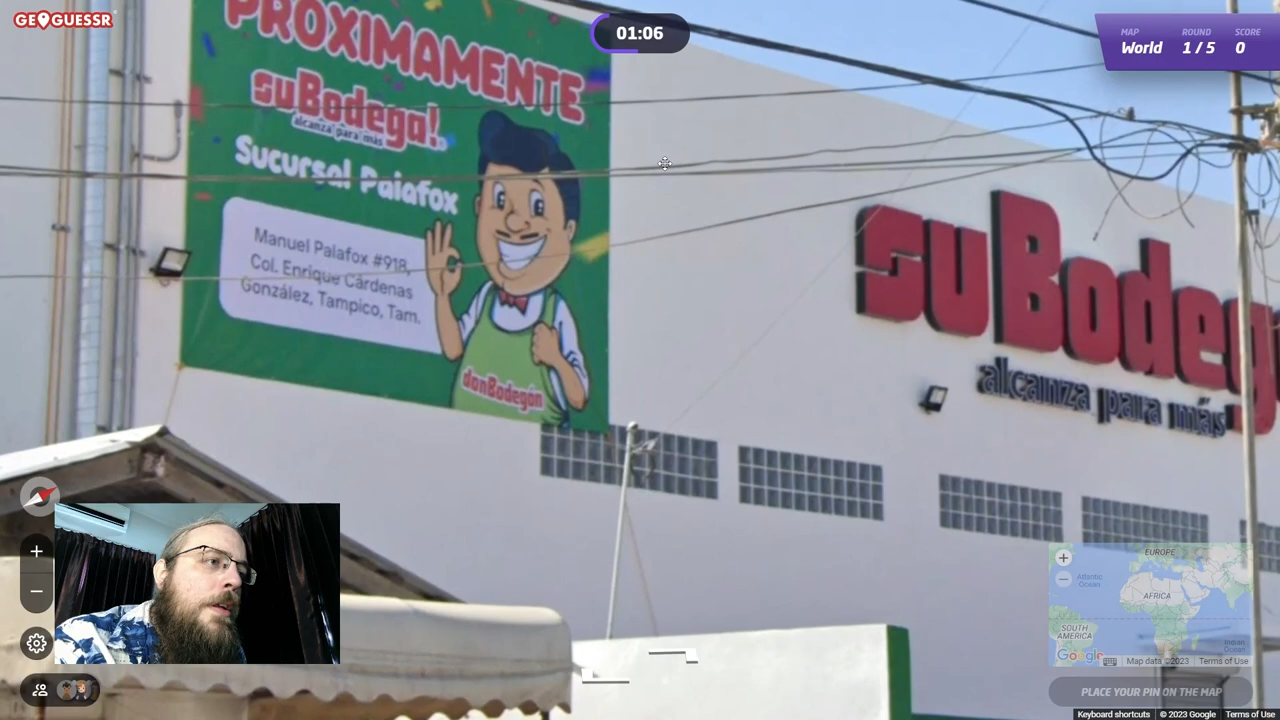 GEOGUESSR
01:06
MAP
World
ROUND
1 / 5
SCORE
0
PROXIMAMENTE
suBodega!
alcanza para más
Sucursal Palafox
Manuel Palafox #918,
Col. Enrique Cárdenas
González, Tampico, Tam.
donBodegón
suBodeg
alcanza para más
+
−
+
−
EUROPE
Atlantic
Ocean
AFRICA
SOUTH
AMERICA
Indian
Ocean
Google
Map data ©2023
Terms of Use
PLACE YOUR PIN ON THE MAP
Keyboard shortcuts
© 2023 Google
Terms of Use